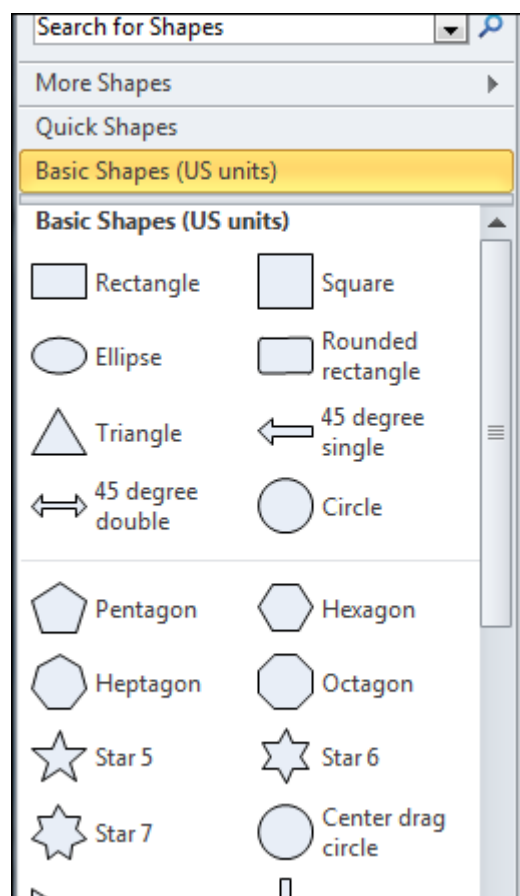 Search for Shapes
More Shapes
Quick Shapes
Basic Shapes (US units)
Basic Shapes (US units)
Rectangle
Square
Ellipse
Rounded
rectangle
Triangle
45 degree
single
45 degree
double
Circle
Pentagon
Hexagon
Heptagon
Octagon
Star 5
Star 6
Star 7
Center drag
circle